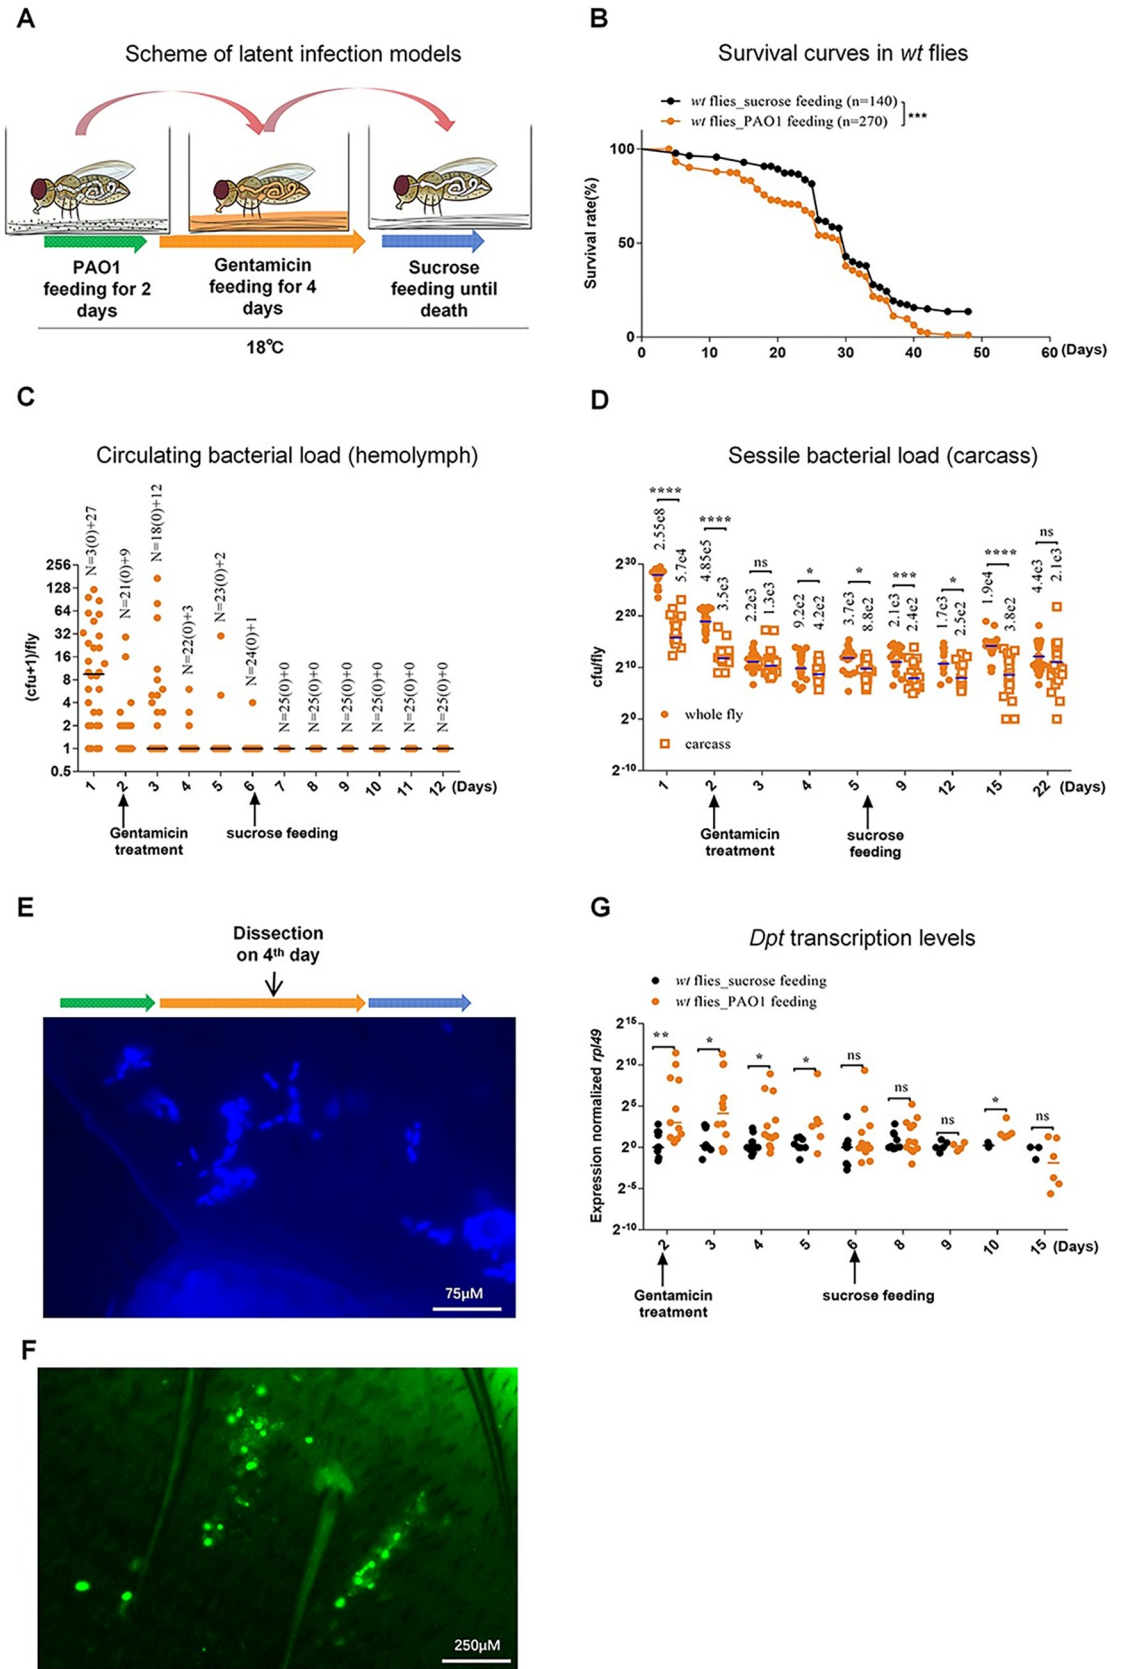 A
Scheme of latent infection models
PAO1
feeding for 2
days
Gentamicin
feeding for 4
days
Sucrose
feeding until
death
18℃
B
Survival curves in wt flies
wt flies_sucrose feeding (n=140)
wt flies_PAO1 feeding (n=270)
***
Survival rate(%)
100
50
0
0 10 20 30 40 50 60 (Days)
C
Circulating bacterial load (hemolymph)
(cfu+1)/fly
256
128
64
32
16
8
4
2
1
0.5
N=3(0)+27
N=21(0)+9
N=18(0)+12
N=22(0)+3
N=23(0)+2
N=24(0)+1
N=25(0)+0
N=25(0)+0
N=25(0)+0
N=25(0)+0
N=25(0)+0
N=25(0)+0
1 2 3 4 5 6 7 8 9 10 11 12 (Days)
Gentamicin
treatment
sucrose feeding
D
Sessile bacterial load (carcass)
cfu/fly
2^30
2^20
2^10
2^0
2^-10
**** **** ns * * *** * **** ns
2.55e8 5.7e4
4.85e5 3.5e3
2.2e3 1.3e3
9.2e2 4.2e2
3.7e3 8.8e2
2.1e3 2.4e2
1.7e3 2.5e2
1.9e4 3.8e2
4.4e3 2.1e3
whole fly
carcass
1 2 3 4 5 9 12 15 22 (Days)
Gentamicin
treatment
sucrose
feeding
E
Dissection
on 4th day
75μM
F
250μM
G
Dpt transcription levels
wt flies_sucrose feeding
wt flies_PAO1 feeding
Expression normalized rpl49
2^15
2^10
2^5
2^0
2^-5
2^-10
** * * * ns ns ns * ns
2 3 4 5 6 8 9 10 15 (Days)
Gentamicin
treatment
sucrose feeding